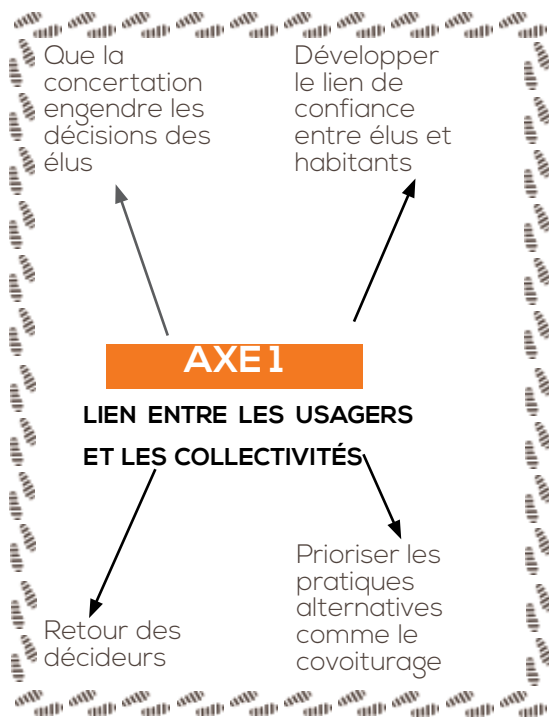 Que la
concertation
engendre les
décisions des
élus
Développer
le lien de
confiance
entre élus et
habitants
AXE 1
LIEN ENTRE LES USAGERS
ET LES COLLECTIVITÉS
Retour des
décideurs
Prioriser les
pratiques
alternatives
comme le
covoiturage